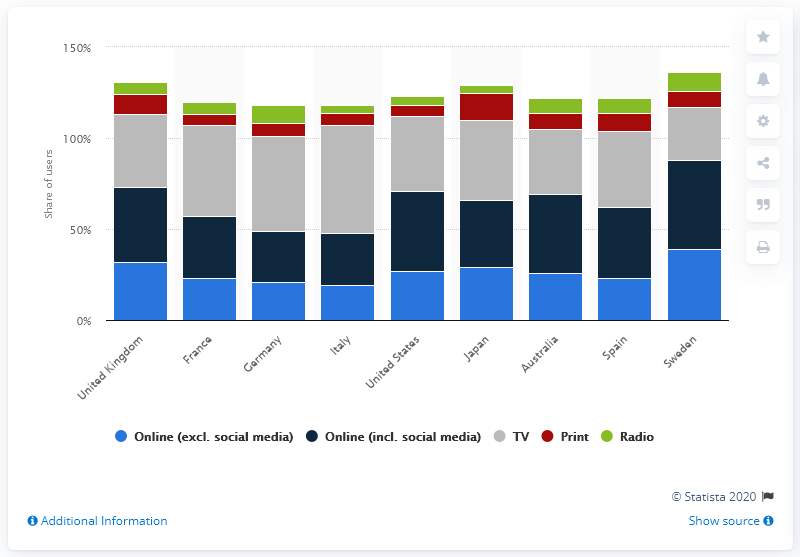 150%
100%
50%
0%
Share of users
United Kingdom
France
Germany
Italy
United States
Japan
Australia
Spain
Sweden
Online (excl. social media) Online (incl. social media) TV Print Radio
© Statista 2020
Additional Information Show source